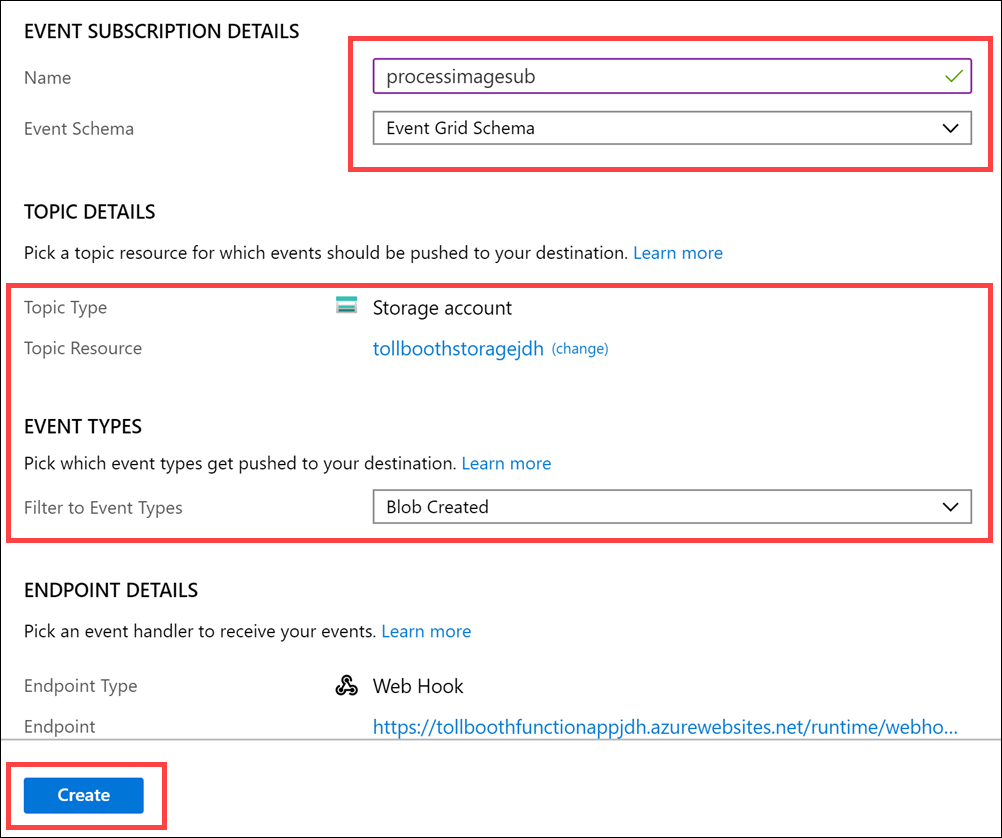 EVENT SUBSCRIPTION DETAILS
Name processimagesub
Event Schema Event Grid Schema
TOPIC DETAILS
Pick a topic resource for which events should be pushed to your destination. Learn more
Topic Type Storage account
Topic Resource tollboothstoragejdh (change)
EVENT TYPES
Pick which event types get pushed to your destination. Learn more
Filter to Event Types Blob Created
ENDPOINT DETAILS
Pick an event handler to receive your events. Learn more
Endpoint Type Web Hook
Endpoint https://tollboothfunctionappjdh.azurewebsites.net/runtime/webho...
Create